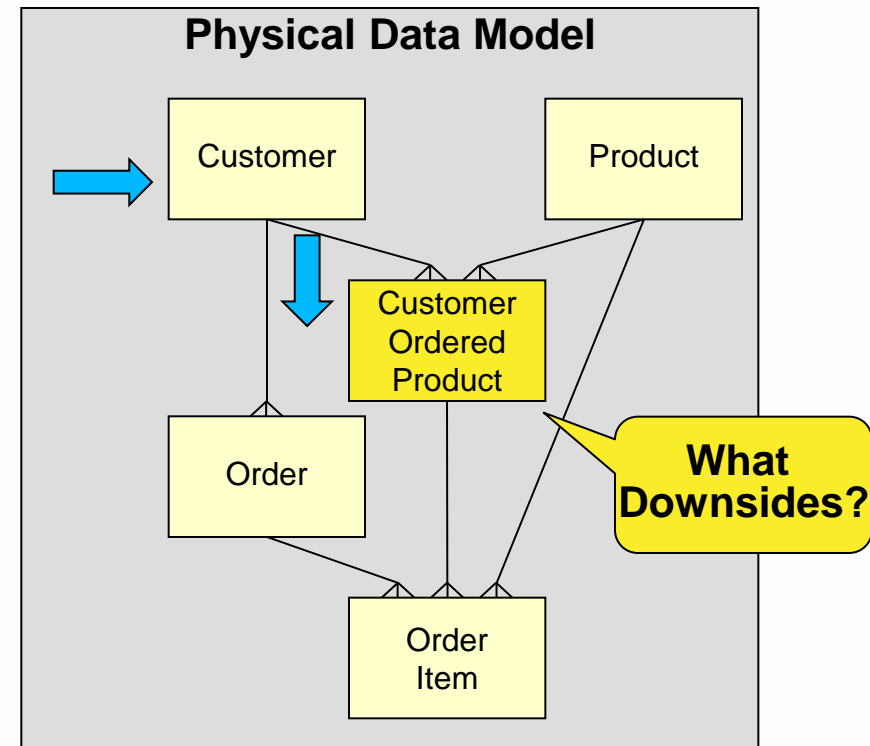 Physical Data Model
Customer
Product
Customer
Ordered
Product
Order
What
Downsides?
Order
Item